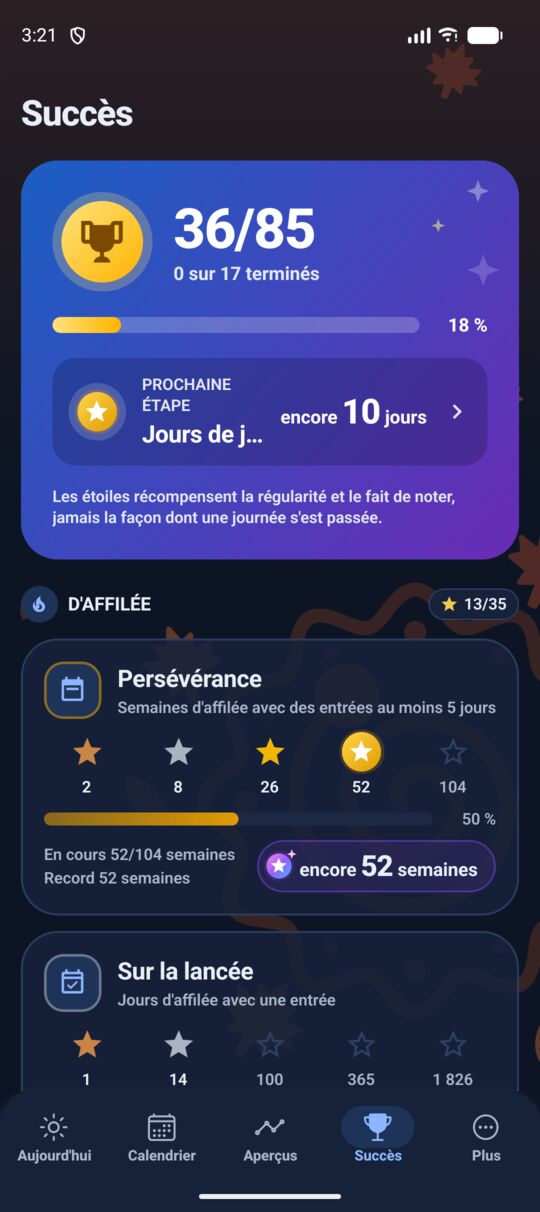 3:21
Succès
36/85
0 sur 17 terminés
18 %
PROCHAINE
ÉTAPE
Jours de j...
encore 10 jours
Les étoiles récompensent la régularité et le fait de noter,
jamais la façon dont une journée s'est passée.
D'AFFILÉE
13/35
Persévérance
Semaines d'affilée avec des entrées au moins 5 jours
2 8 26 52 104
50 %
En cours 52/104 semaines
Record 52 semaines
encore 52 semaines
Sur la lancée
Jours d'affilée avec une entrée
1 14 100 365 1 826
Aujourd'hui Calendrier Aperçus Succès Plus